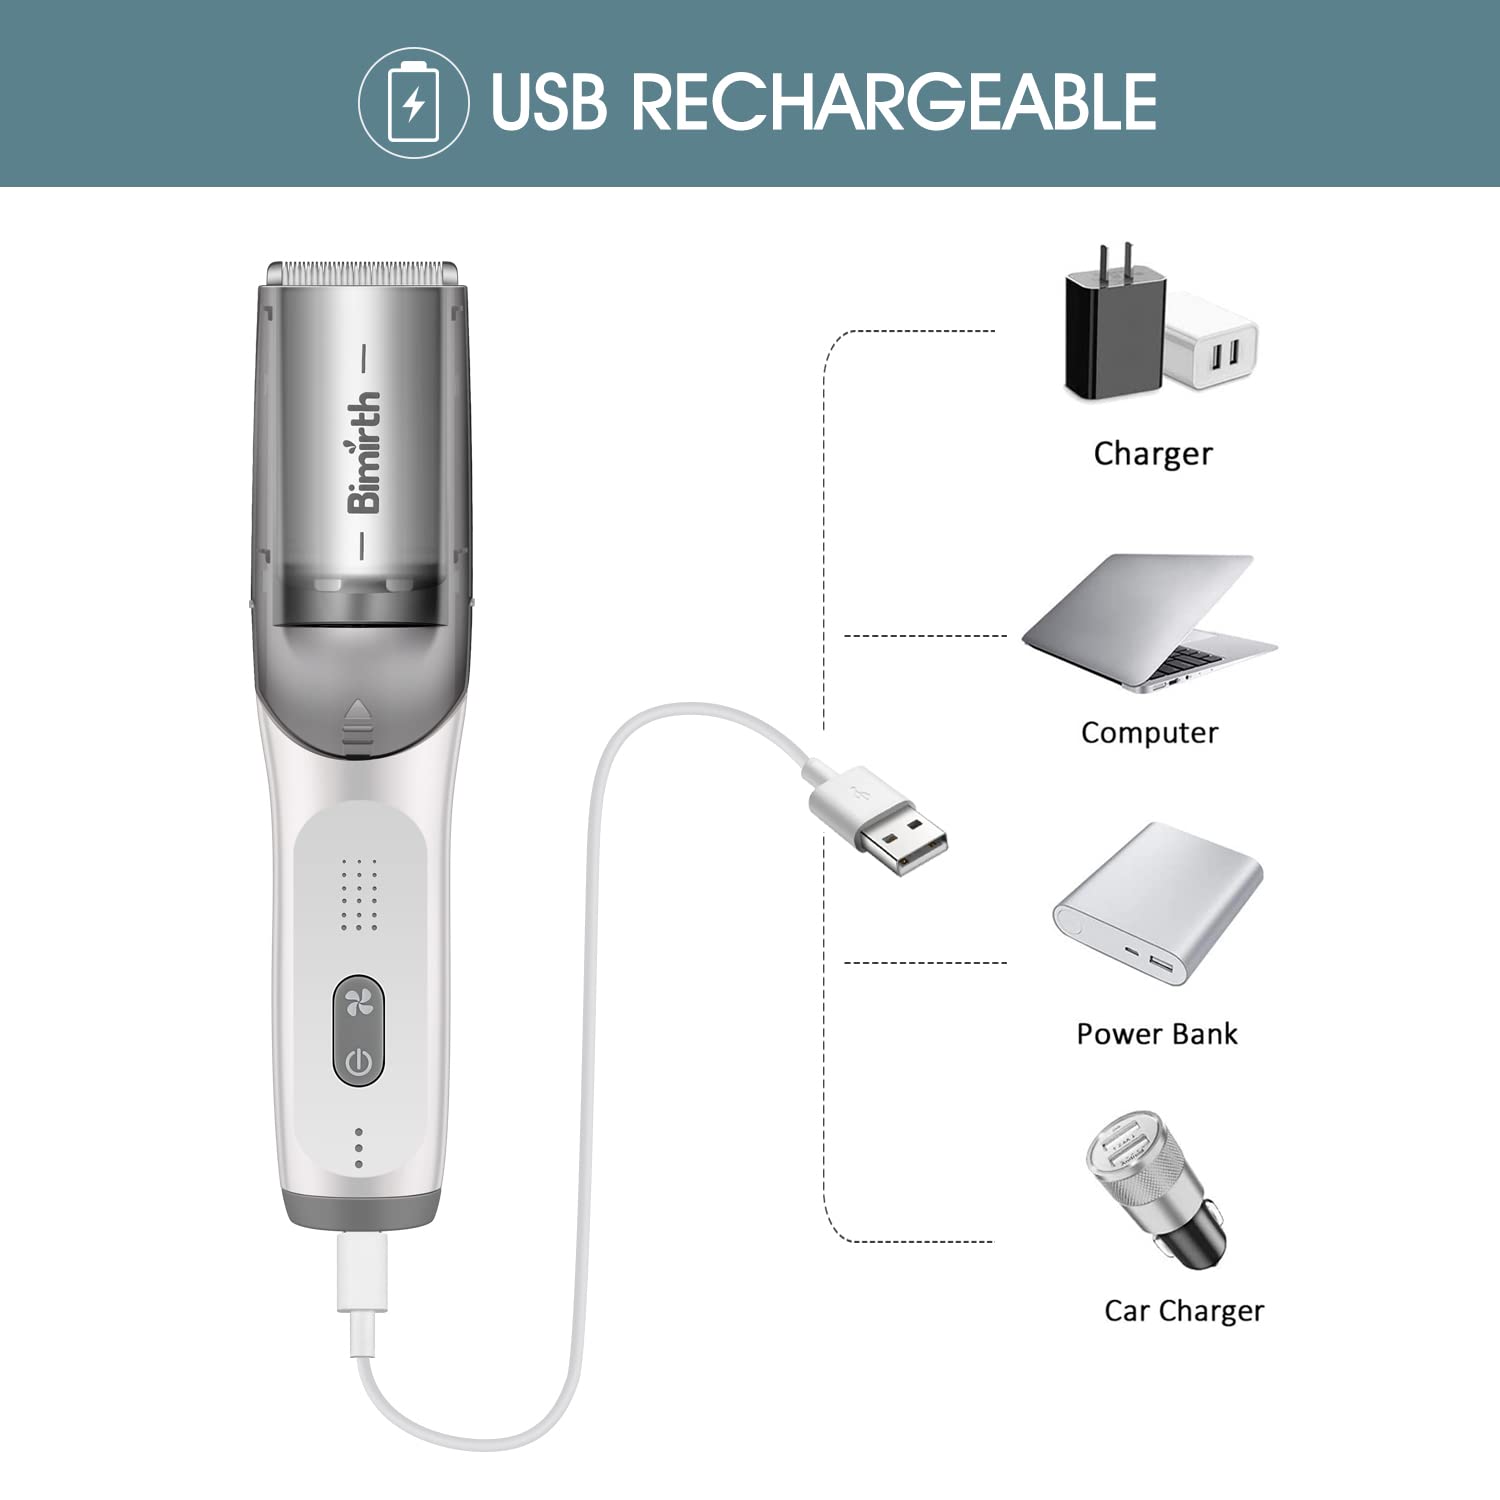 USB RECHARGEABLE
Bimirth
Charger
Computer
Power Bank
Car Charger